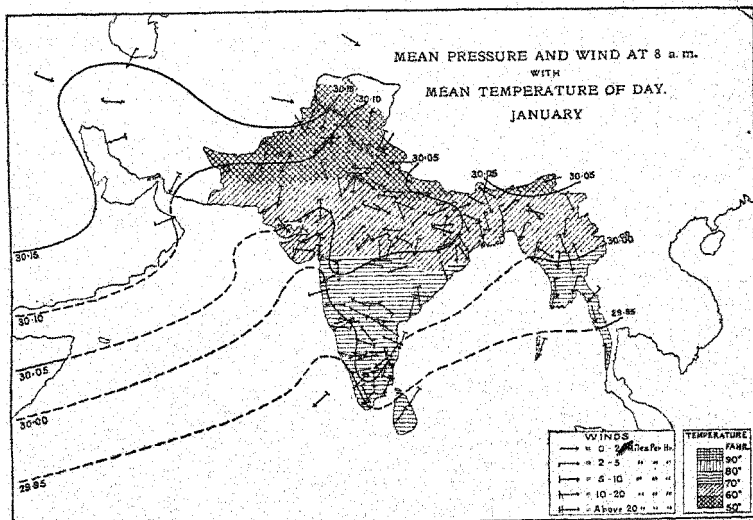 MEAN PRESSURE AND WIND AT 8 a.m.
WITH
MEAN TEMPERATURE OF DAY.
JANUARY
30·15
30·10
30·05
30·05
30·05
30·00
29·95
30·15
30·10
30·05
30·00
29·95
WINDS
0-2 Miles Per Hr.
2-5 " " "
5-10 " " "
10-20 " " "
Above 20 " " "
TEMPERATURE
FAHR.
90°
80°
70°
60°
50°